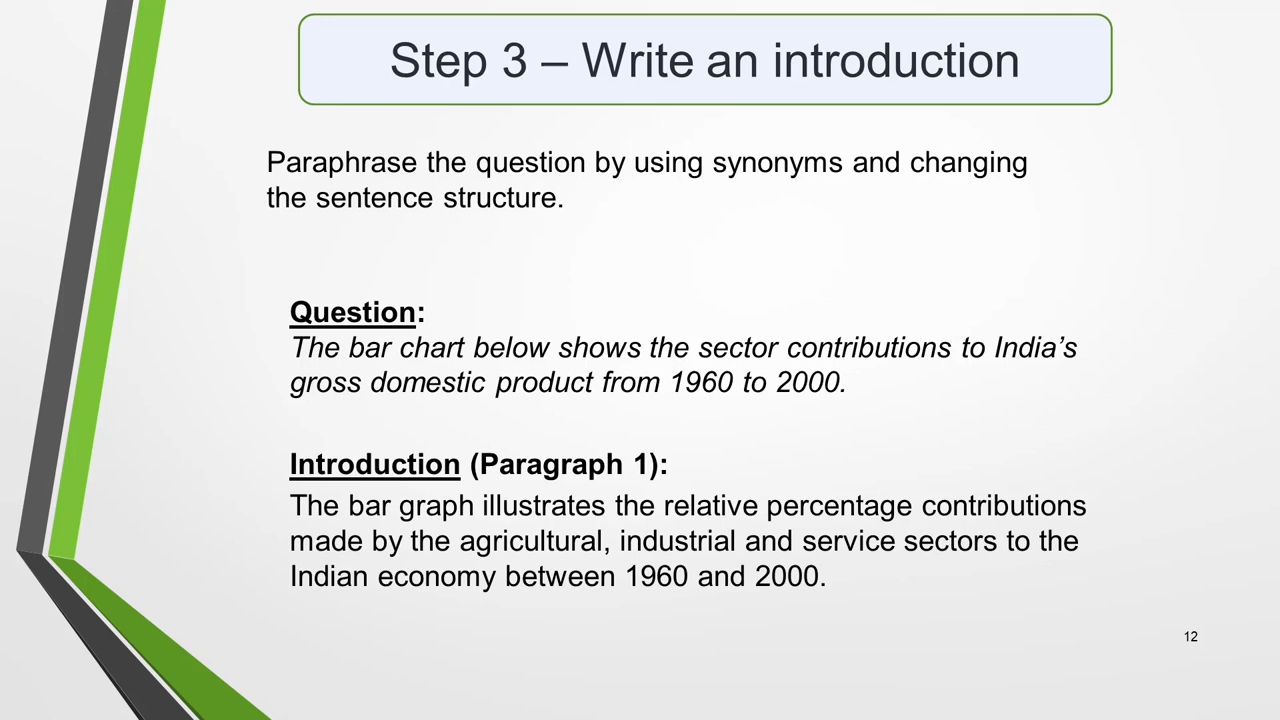 Step 3 – Write an introduction
Paraphrase the question by using synonyms and changing
the sentence structure.
Question:
The bar chart below shows the sector contributions to India’s
gross domestic product from 1960 to 2000.
Introduction (Paragraph 1):
The bar graph illustrates the relative percentage contributions
made by the agricultural, industrial and service sectors to the
Indian economy between 1960 and 2000.
12